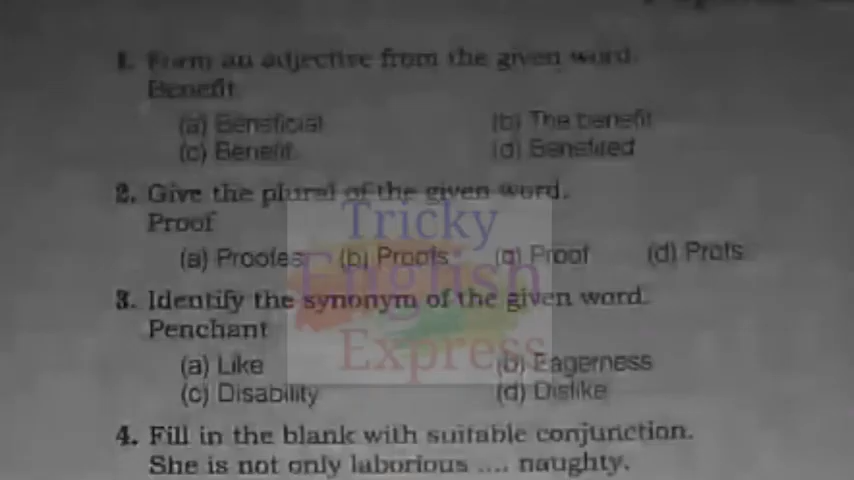 1. Form an adjective from the given word.
Benefit
(a) Beneficial (b) The benefit
(c) Benefit (d) Benefited
2. Give the plural of the given word.
Proof
(a) Proofes (b) Proofs (c) Proof (d) Profs
3. Identify the synonym of the given word.
Penchant
(a) Like (b) Eagerness
(c) Disability (d) Dislike
4. Fill in the blank with suitable conjunction.
She is not only laborious .... naughty.
Tricky
English
Express